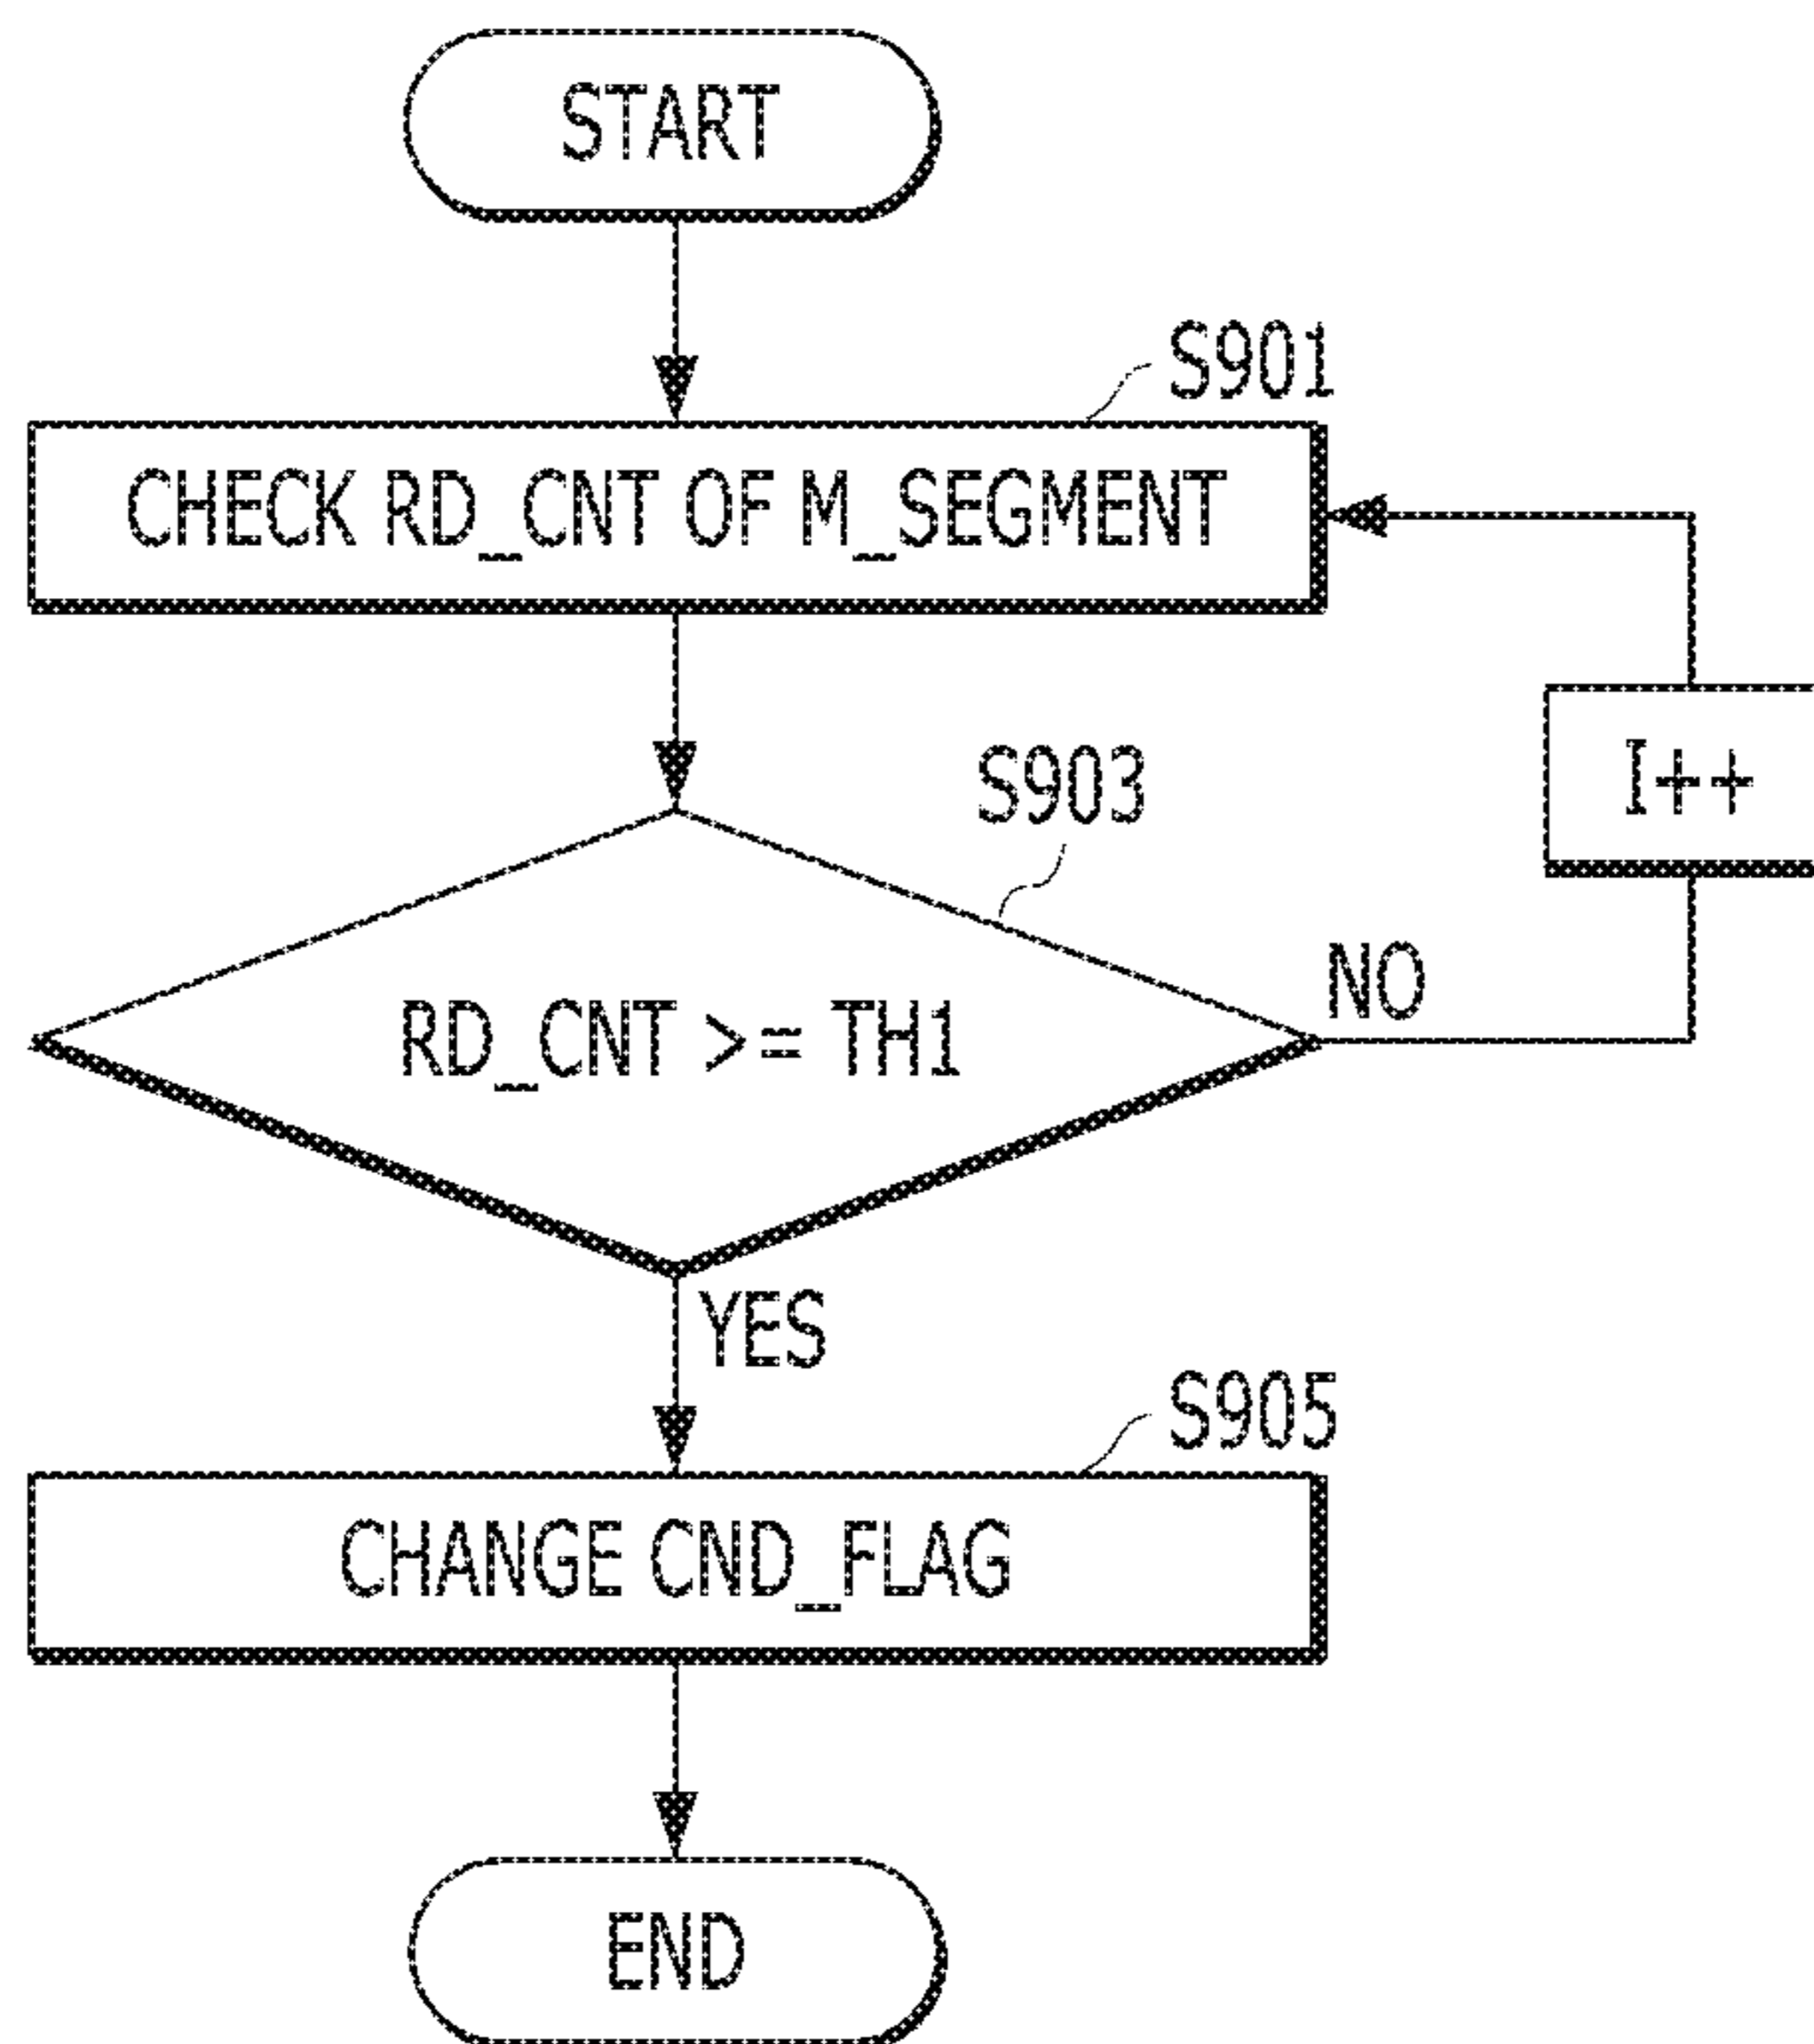 START
S901
CHECK RD_CNT OF M_SEGMENT
I++
S903
NO
RD_CNT >= TH1
YES
S905
CHANGE CND_FLAG
END